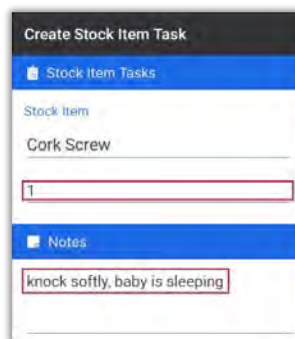 Create Stock Item Task
Stock Item Tasks
Stock Item
Cork Screw
1
Notes
knock softly, baby is sleeping